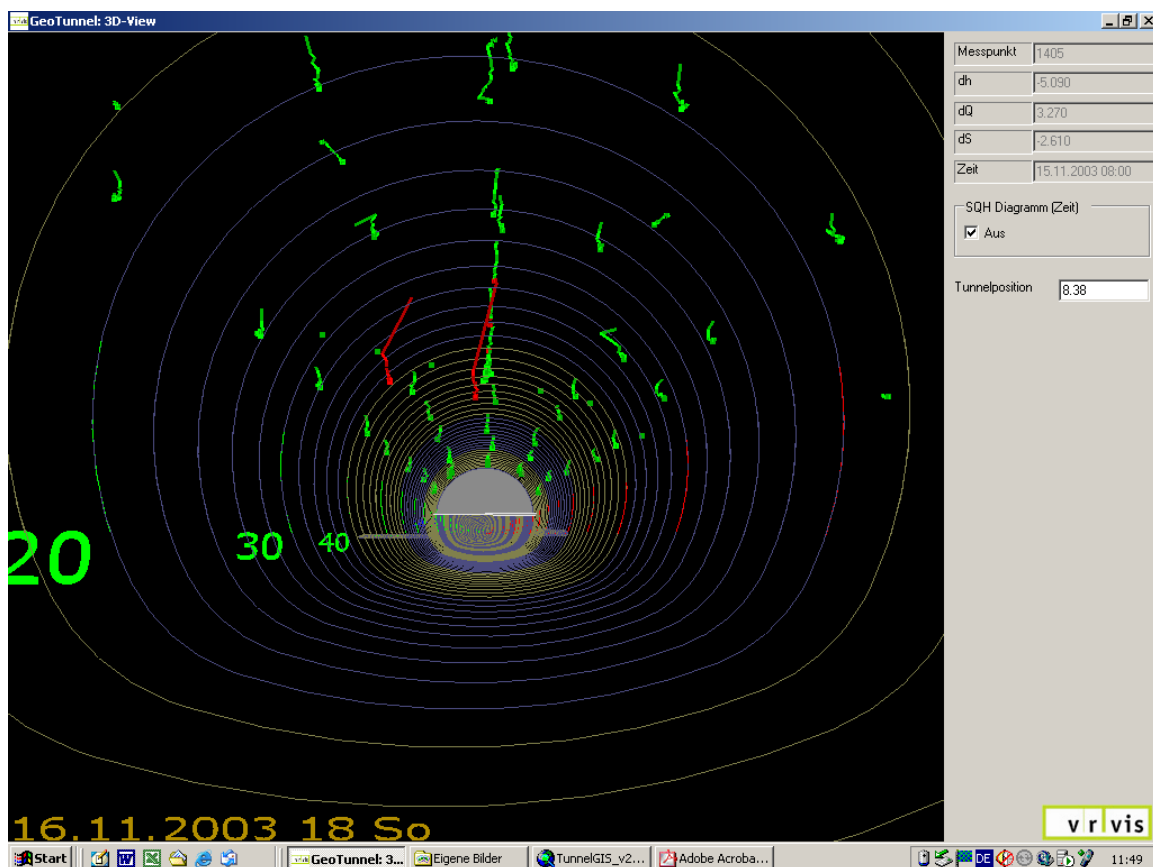 GeoTunnel: 3D-View
Messpunkt 1405
dh -5.090
dQ 3.270
dS -2.610
Zeit 15.11.2003 08:00
SQH Diagramm (Zeit)
Aus
Tunnelposition 8.38
20 30 40
16.11.2003 18 So
vrvis
Start GeoTunnel: 3... Eigene Bilder TunnelGIS_v2... Adobe Acroba... DE 11:49